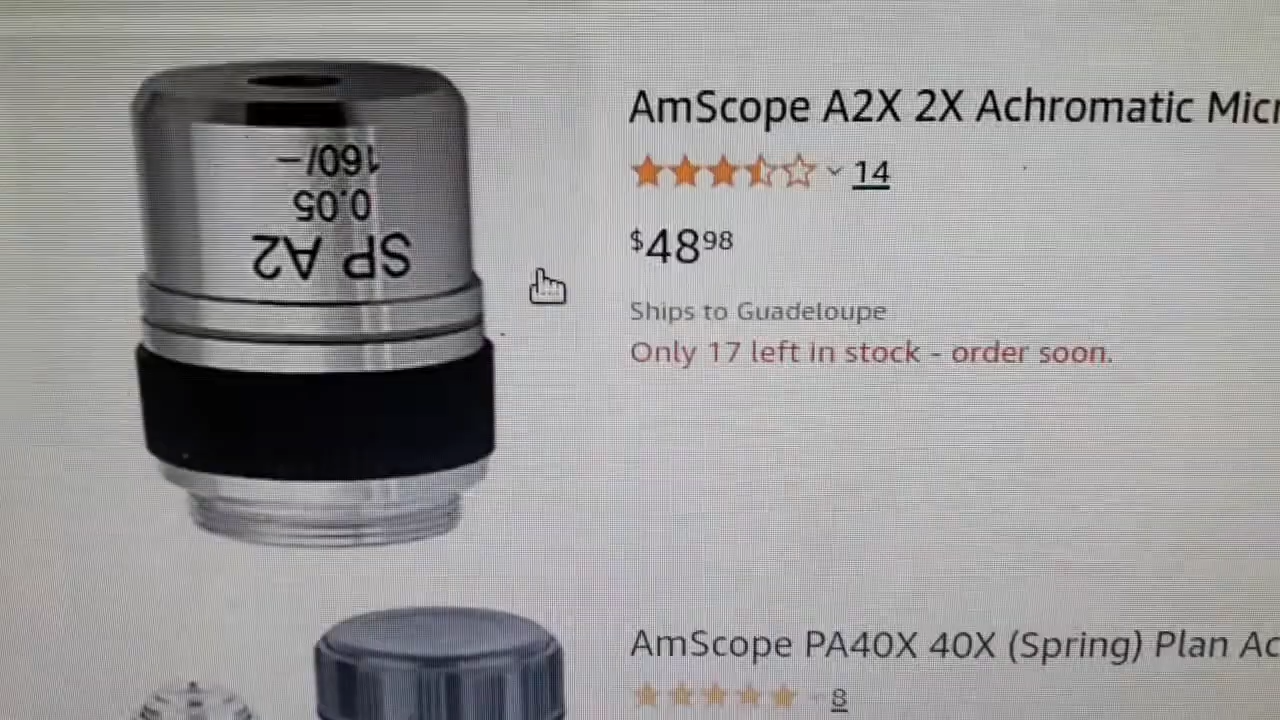 160/-
0.05
SP A2
AmScope A2X 2X Achromatic Micr
14
$48 98
Ships to Guadeloupe
Only 17 left in stock - order soon.
AmScope PA40X 40X (Spring) Plan Ac
8